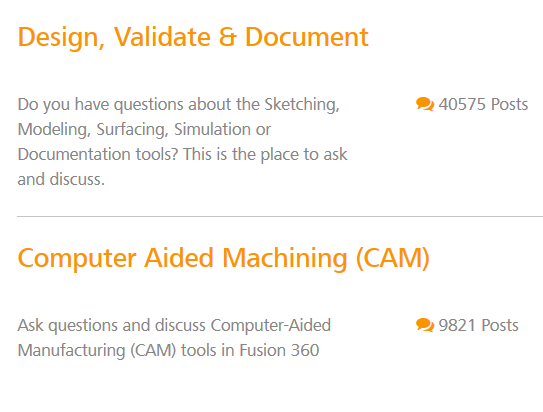 Design, Validate & Document
Do you have questions about the Sketching,
Modeling, Surfacing, Simulation or
Documentation tools? This is the place to ask
and discuss.
40575 Posts
Computer Aided Machining (CAM)
Ask questions and discuss Computer-Aided
Manufacturing (CAM) tools in Fusion 360
9821 Posts